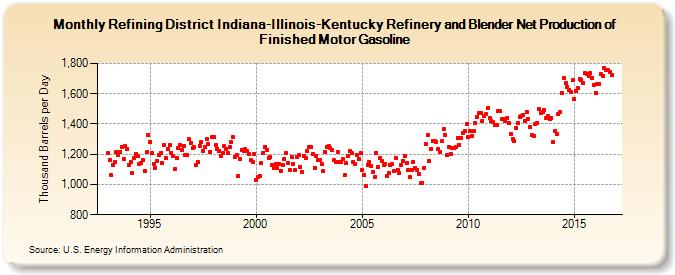 Monthly Refining District Indiana-Illinois-Kentucky Refinery and Blender Net Production of
Finished Motor Gasoline
Thousand Barrels per Day
1,800
1,600
1,400
1,200
1,000
800
1995
2000
2005
2010
2015
Source: U.S. Energy Information Administration